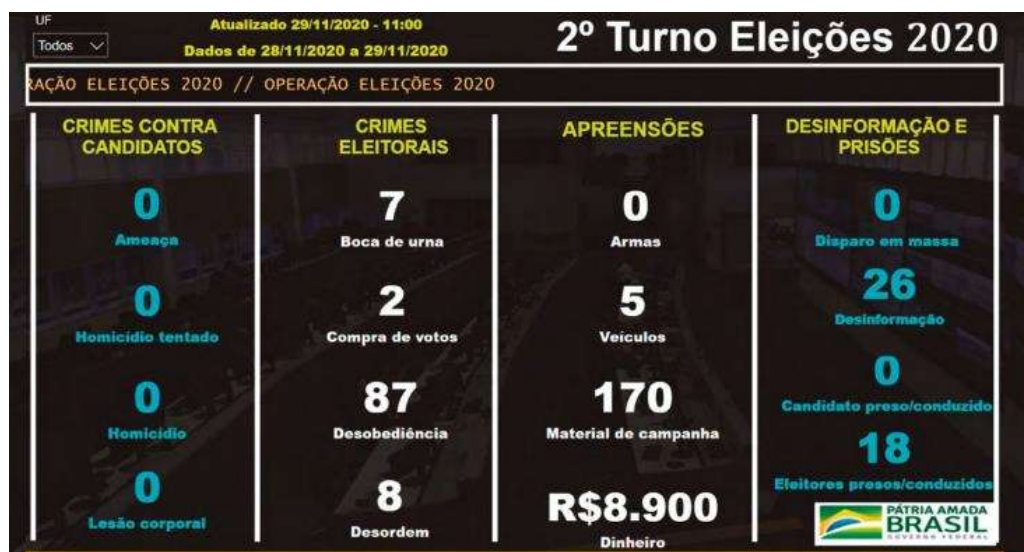 UF
Todos
Atualizado 29/11/2020 - 11:00
Dados de 28/11/2020 a 29/11/2020
2º Turno Eleições 2020
RAÇÃO ELEIÇÕES 2020 // OPERAÇÃO ELEIÇÕES 2020
CRIMES CONTRA
CANDIDATOS
0
Ameaça
0
Homicídio tentado
0
Homicídio
0
Lesão corporal
CRIMES
ELEITORAIS
7
Boca de urna
2
Compra de votos
87
Desobediência
8
Desordem
APREENSÕES
0
Armas
5
Veículos
170
Material de campanha
R$8.900
Dinheiro
DESINFORMAÇÃO E
PRISÕES
0
Disparo em massa
26
Desinformação
0
Candidato preso/conduzido
18
Eleitores presos/conduzidos
PÁTRIA AMADA
BRASIL
GOVERNO FEDERAL